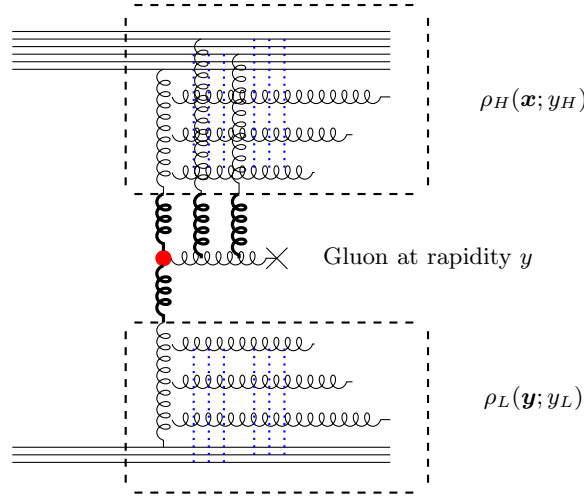 ρ_H(𝒙; y_H)
Gluon at rapidity y
ρ_L(𝒚; y_L)